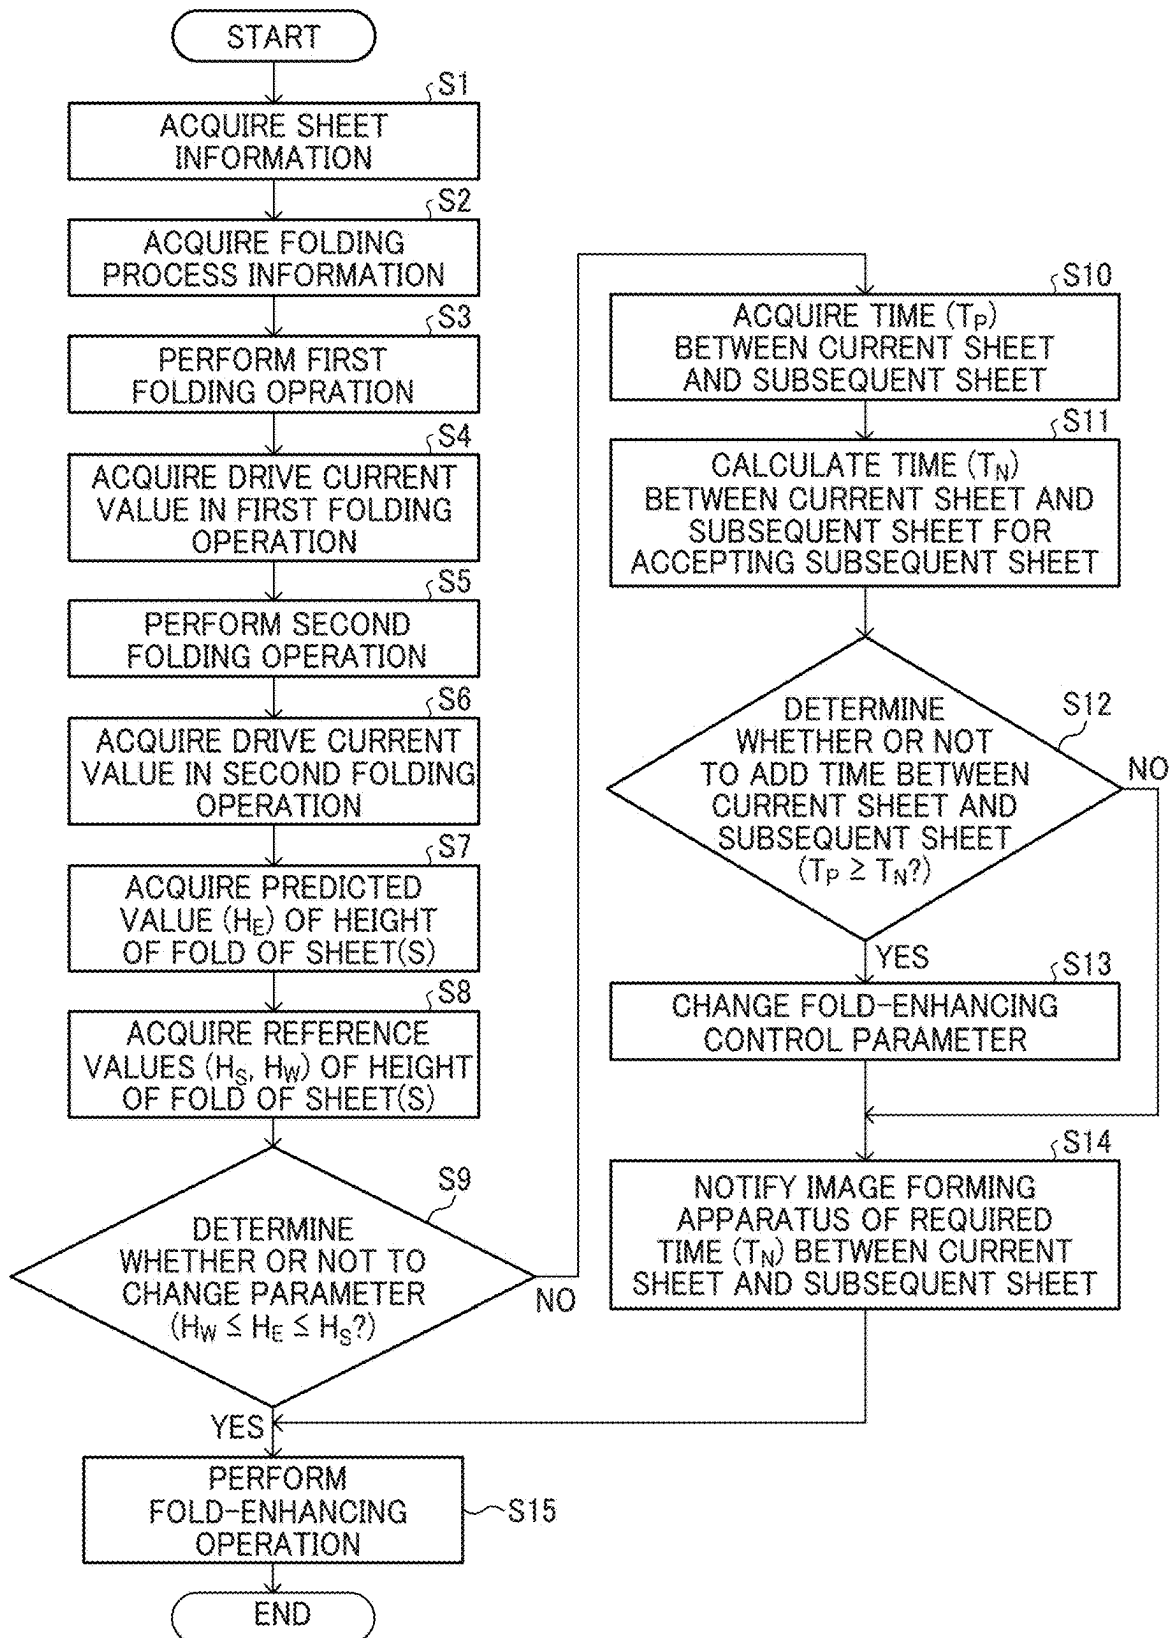 START
S1
ACQUIRE SHEET
INFORMATION
S2
ACQUIRE FOLDING
PROCESS INFORMATION
S3
PERFORM FIRST
FOLDING OPRATION
S4
ACQUIRE DRIVE CURRENT
VALUE IN FIRST FOLDING
OPERATION
S5
PERFORM SECOND
FOLDING OPERATION
S6
ACQUIRE DRIVE CURRENT
VALUE IN SECOND FOLDING
OPERATION
S7
ACQUIRE PREDICTED
VALUE (HE) OF HEIGHT
OF FOLD OF SHEET(S)
S8
ACQUIRE REFERENCE
VALUES (HS, HW) OF HEIGHT
OF FOLD OF SHEET(S)
S9
DETERMINE
WHETHER OR NOT TO
CHANGE PARAMETER
(HW ≤ HE ≤ HS?)
NO
YES
S10
ACQUIRE TIME (TP)
BETWEEN CURRENT SHEET
AND SUBSEQUENT SHEET
S11
CALCULATE TIME (TN)
BETWEEN CURRENT SHEET AND
SUBSEQUENT SHEET FOR
ACCEPTING SUBSEQUENT SHEET
S12
DETERMINE
WHETHER OR NOT
TO ADD TIME BETWEEN
CURRENT SHEET AND
SUBSEQUENT SHEET
(TP ≥ TN?)
NO
YES
S13
CHANGE FOLD-ENHANCING
CONTROL PARAMETER
S14
NOTIFY IMAGE FORMING
APPARATUS OF REQUIRED
TIME (TN) BETWEEN CURRENT
SHEET AND SUBSEQUENT SHEET
PERFORM
FOLD-ENHANCING
OPERATION
S15
END